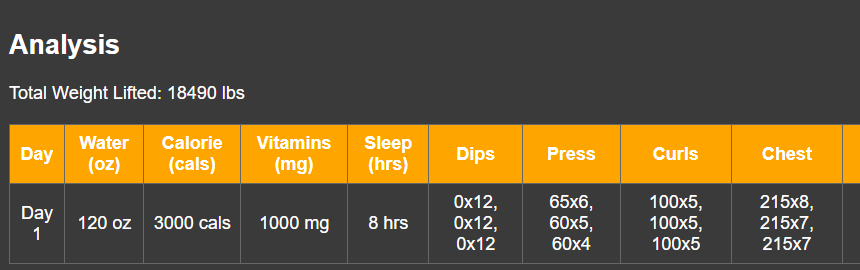 Analysis
Total Weight Lifted: 18490 lbs
Day Water (oz) Calorie (cals) Vitamins (mg) Sleep (hrs) Dips Press Curls Chest
Day 1 120 oz 3000 cals 1000 mg 8 hrs 0x12, 0x12, 0x12 65x6, 60x5, 60x4 100x5, 100x5, 100x5 215x8, 215x7, 215x7